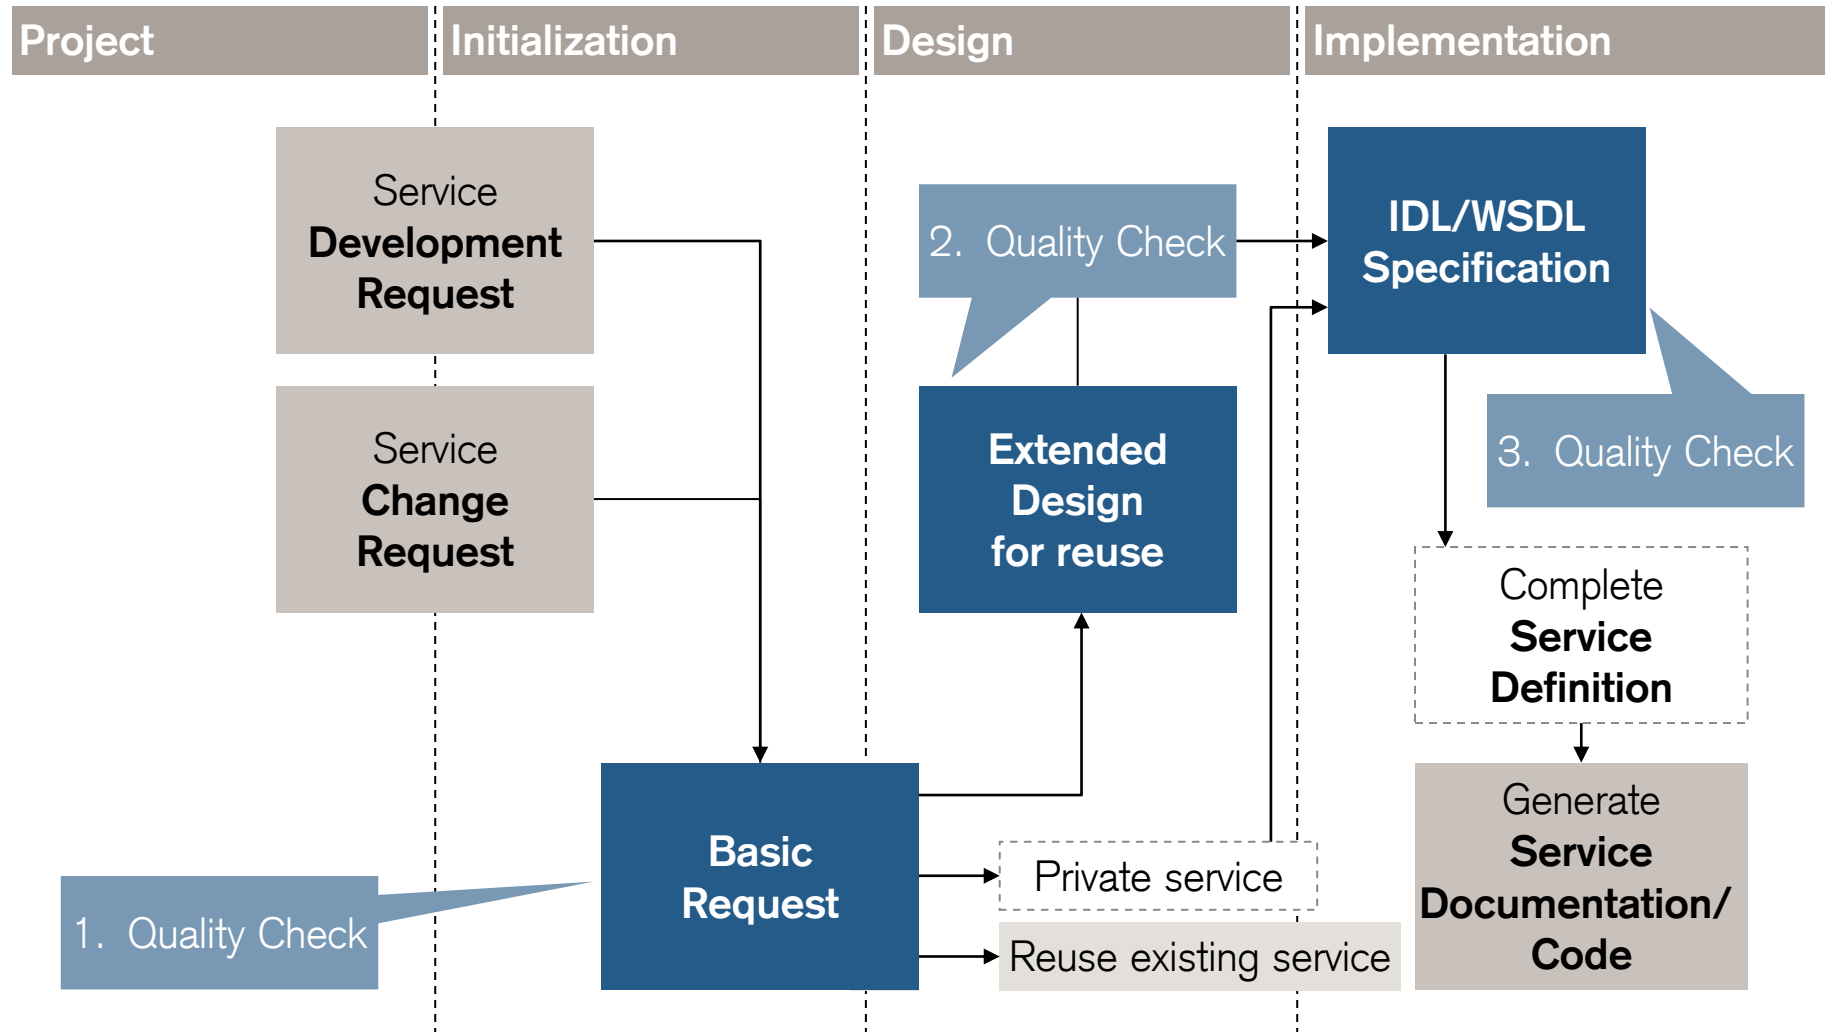 Project
Initialization
Design
Implementation
Service
Development
Request
Service
Change
Request
1. Quality Check
Basic
Request
2. Quality Check
Extended
Design
for reuse
Private service
Reuse existing service
IDL/WSDL
Specification
3. Quality Check
Complete
Service
Definition
Generate
Service
Documentation/
Code